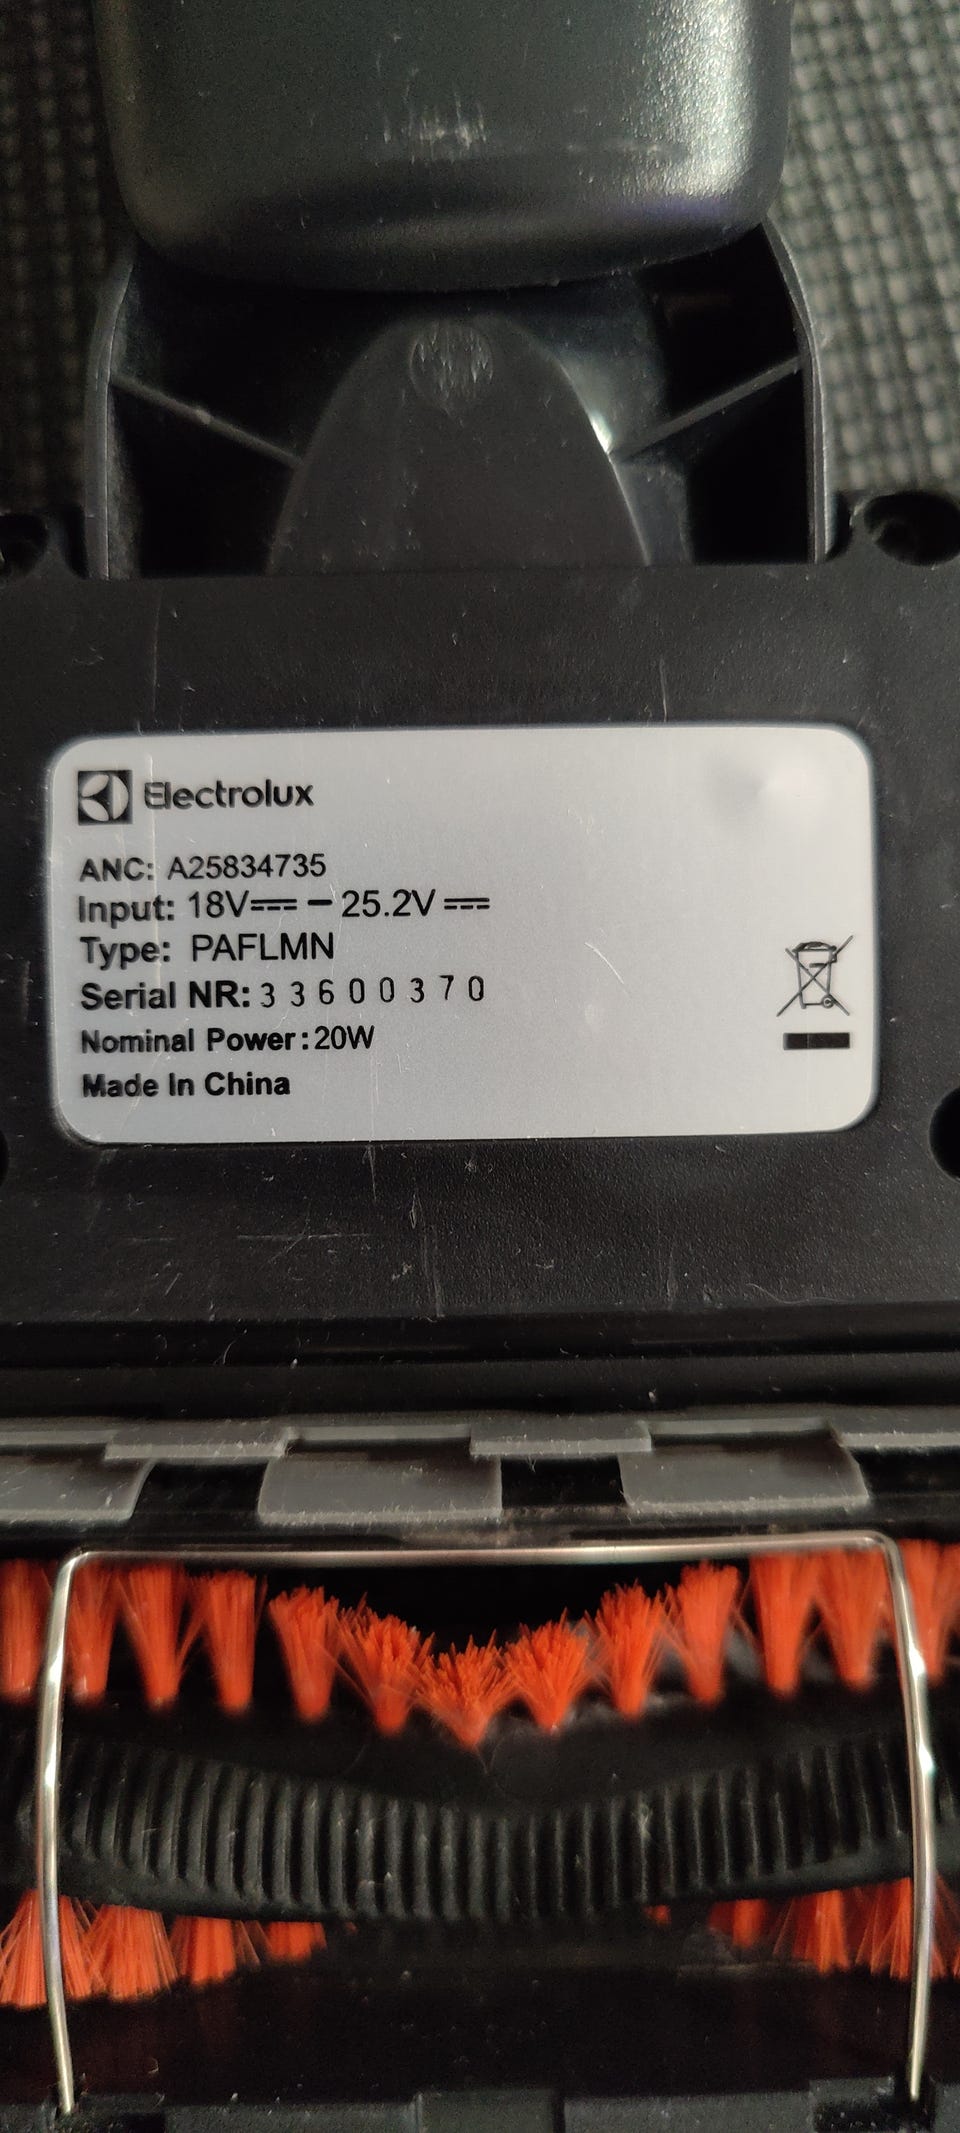 Electrolux
ANC: A25834735
Input: 18V⎓ – 25.2V⎓
Type: PAFLMN
Serial NR: 33600370
Nominal Power: 20W
Made In China